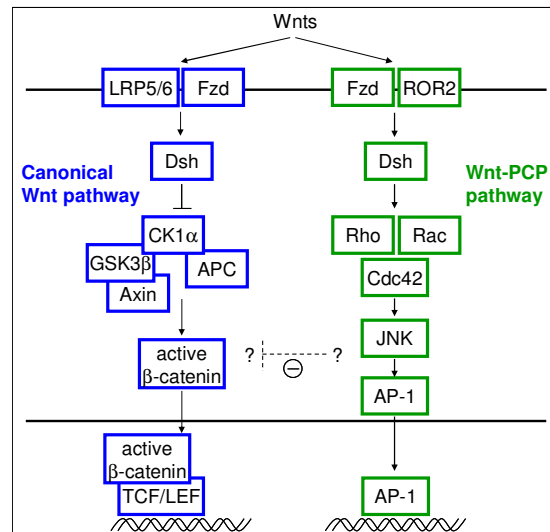 Wnts
LRP5/6 Fzd Fzd ROR2
Dsh Dsh
Canonical
Wnt pathway
Wnt-PCP
pathway
CK1α
GSK3β APC
Axin
Rho Rac
Cdc42
JNK
active
β-catenin
? ?
−
AP-1
active
β-catenin
TCF/LEF
AP-1